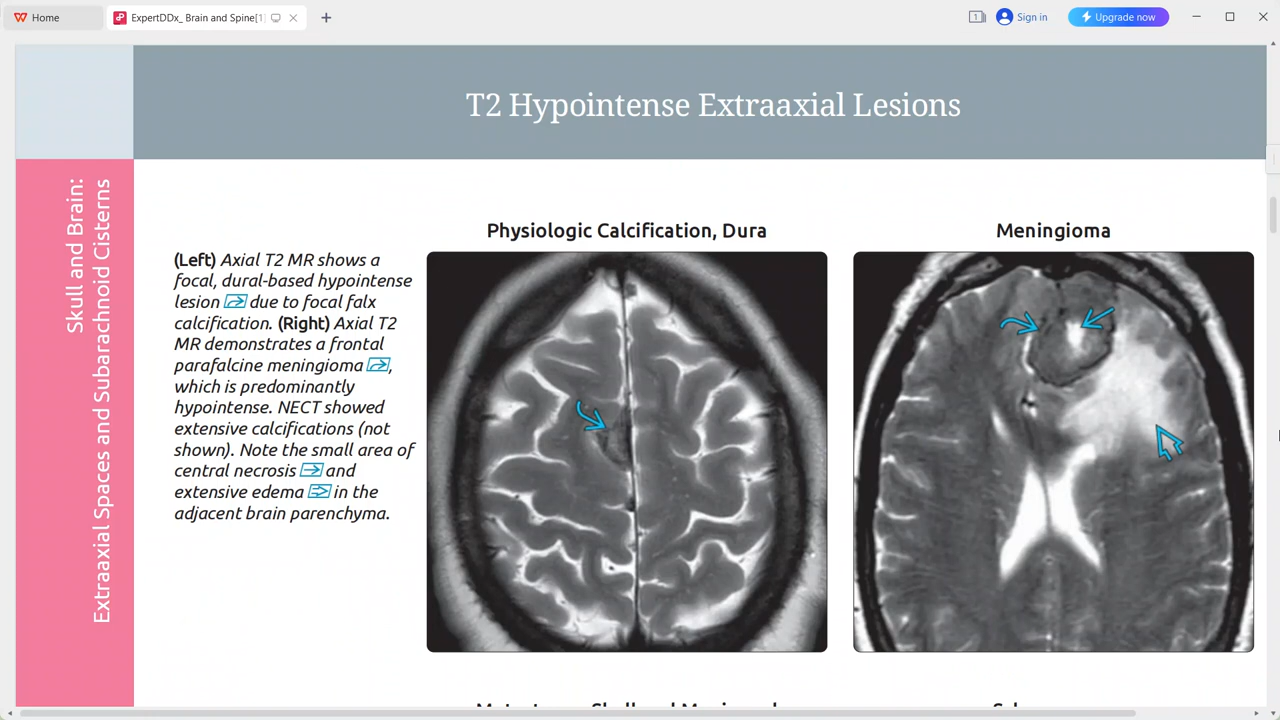 Home
ExpertDDx_ Brain and Spine[1]
1
Sign in
Upgrade now
T2 Hypointense Extraaxial Lesions
Skull and Brain:
Extraaxial Spaces and Subarachnoid Cisterns
Physiologic Calcification, Dura
Meningioma
(Left) Axial T2 MR shows a
focal, dural-based hypointense
lesion due to focal falx
calcification. (Right) Axial T2
MR demonstrates a frontal
parafalcine meningioma ,
which is predominantly
hypointense. NECT showed
extensive calcifications (not
shown). Note the small area of
central necrosis and
extensive edema in the
adjacent brain parenchyma.